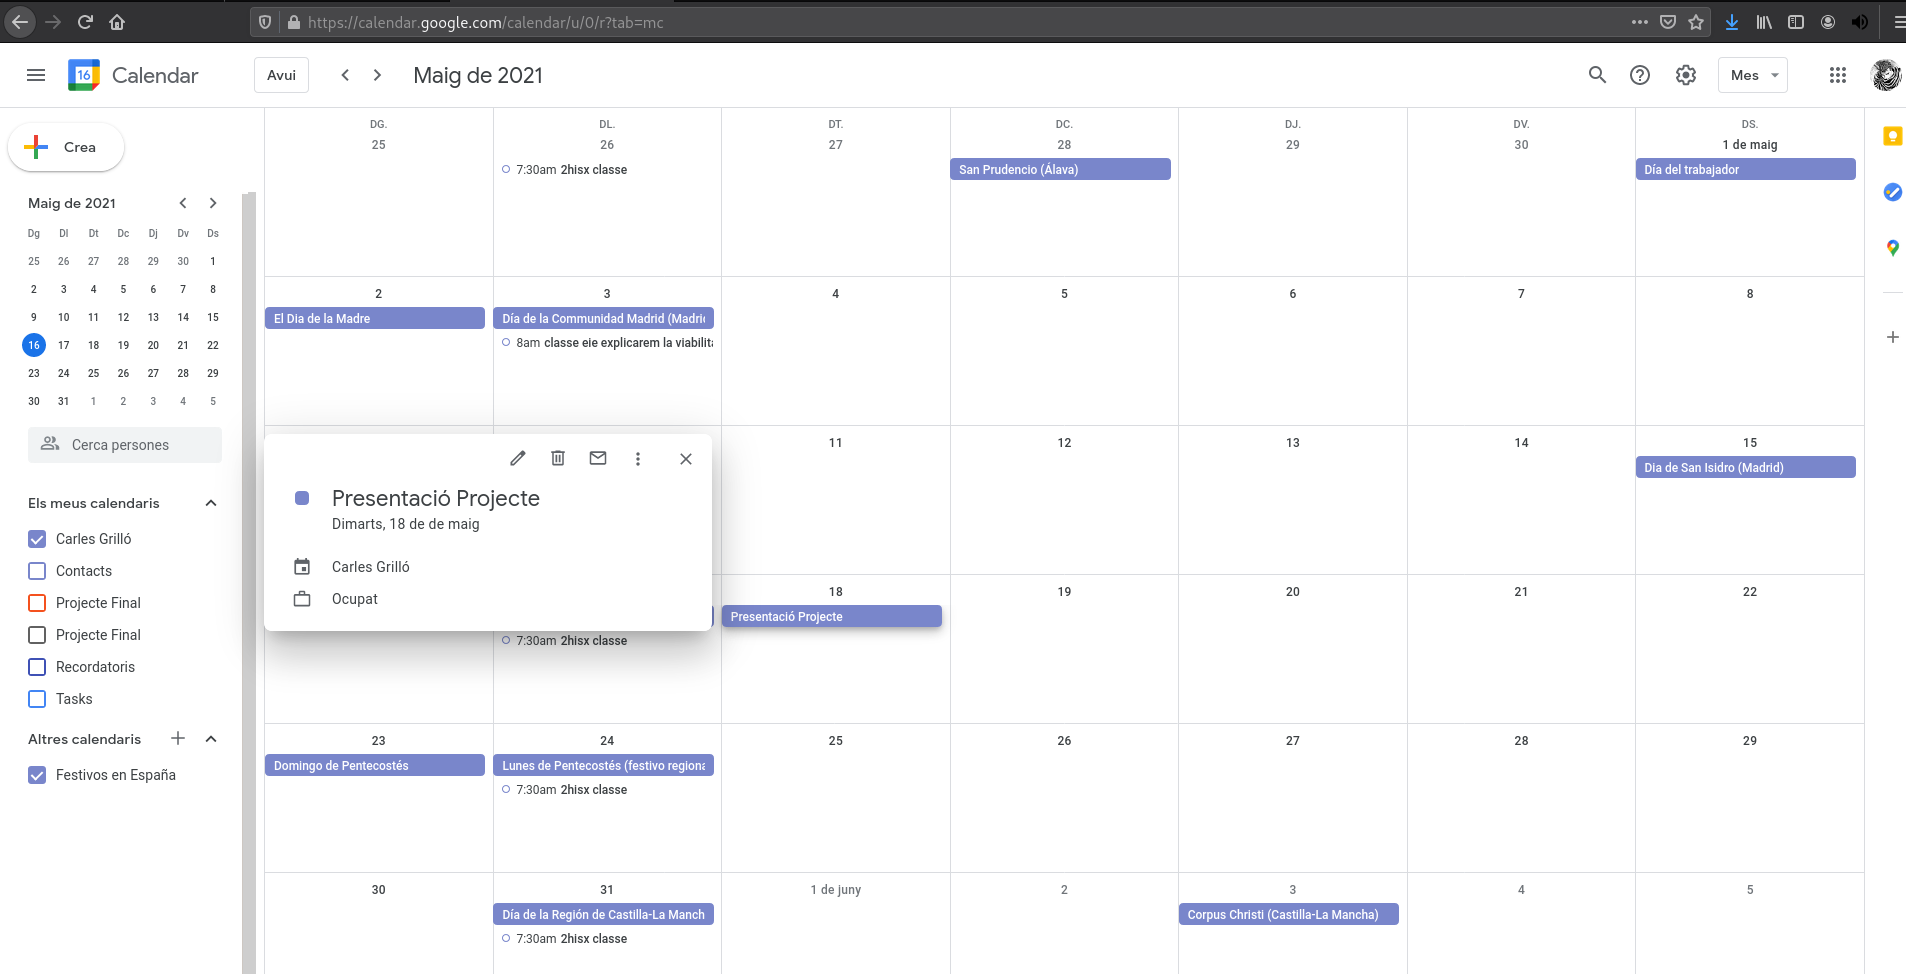 https://calendar.google.com/calendar/u/0/r?tab=mc
16 Calendar Avui Maig de 2021 Mes
Crea
Maig de 2021
Dg Dl Dt Dc Dj Dv Ds
25 26 27 28 29 30 1
2 3 4 5 6 7 8
9 10 11 12 13 14 15
16 17 18 19 20 21 22
23 24 25 26 27 28 29
30 31 1 2 3 4 5
Cerca persones
Els meus calendaris
Carles Grilló
Contacts
Projecte Final
Projecte Final
Recordatoris
Tasks
Altres calendaris
Festivos en España
DG. DL. DT. DC. DJ. DV. DS.
25 26 27 28 29 30 1 de maig
San Prudencio (Álava) Día del trabajador
7:30am 2hisx classe
2 3 4 5 6 7 8
El Dia de la Madre Día de la Communidad Madrid (Madri
8am classe eie explicarem la viabilita
11 12 13 14 15
Dia de San Isidro (Madrid)
Presentació Projecte
Dimarts, 18 de de maig
Carles Grilló
Ocupat
18 19 20 21 22
Presentació Projecte
7:30am 2hisx classe
23 24 25 26 27 28 29
Domingo de Pentecostés Lunes de Pentecostés (festivo regiona
7:30am 2hisx classe
30 31 1 de juny 2 3 4 5
Día de la Región de Castilla-La Manch Corpus Christi (Castilla-La Mancha)
7:30am 2hisx classe